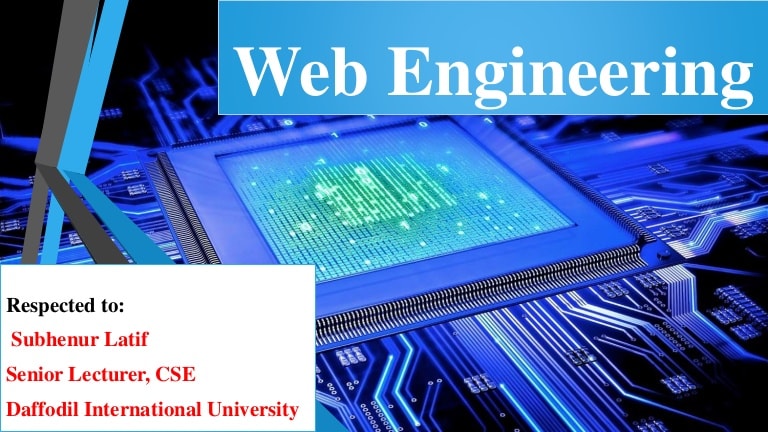 Web Engineering
Respected to:
Subhenur Latif
Senior Lecturer, CSE
Daffodil International University